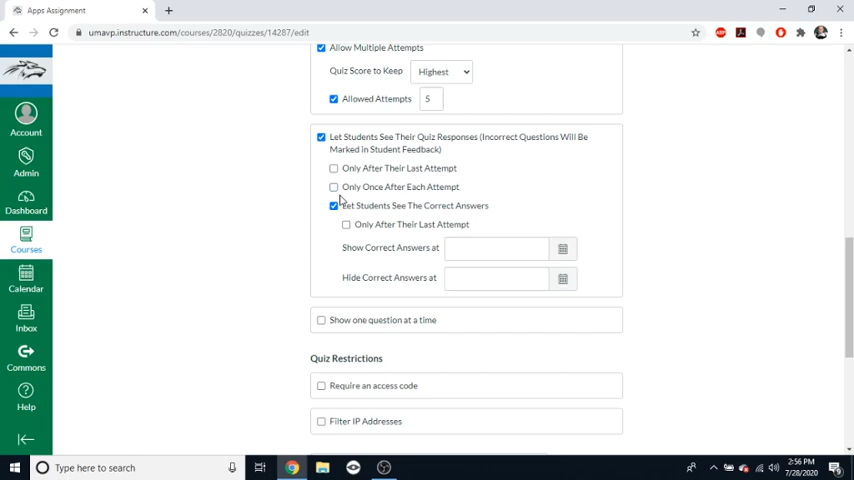 Apps Assignment
umavp.instructure.com/courses/2820/quizzes/14287/edit
ABP
Account
Admin
Dashboard
Courses
Calendar
Inbox
Commons
Help
Allow Multiple Attempts
Quiz Score to Keep Highest
Allowed Attempts 5
Let Students See Their Quiz Responses (Incorrect Questions Will Be
Marked in Student Feedback)
Only After Their Last Attempt
Only Once After Each Attempt
Let Students See The Correct Answers
Only After Their Last Attempt
Show Correct Answers at
Hide Correct Answers at
Show one question at a time
Quiz Restrictions
Require an access code
Filter IP Addresses
Type here to search
2:56 PM
7/28/2020